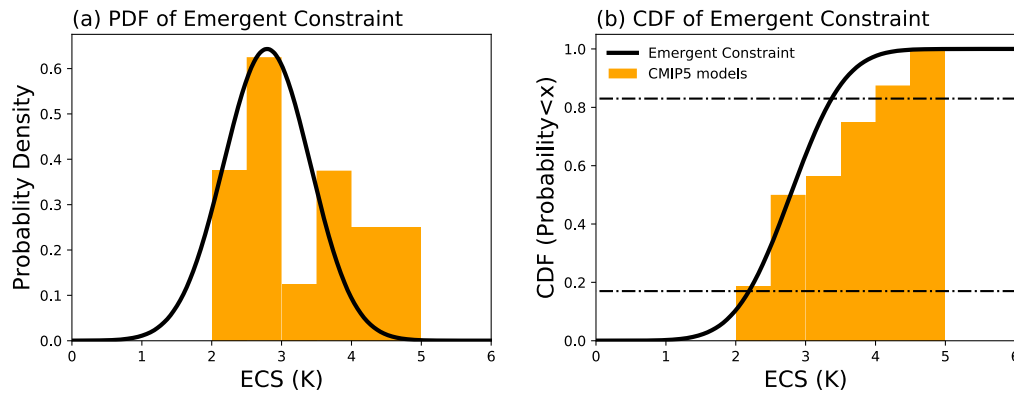 (a) PDF of Emergent Constraint
Probablity Density
0.6
0.5
0.4
0.3
0.2
0.1
0.0
0 1 2 3 4 5 6
ECS (K)
(b) CDF of Emergent Constraint
CDF (Probability<x)
1.0
0.8
0.6
0.4
0.2
0.0
Emergent Constraint
CMIP5 models
0 1 2 3 4 5 6
ECS (K)